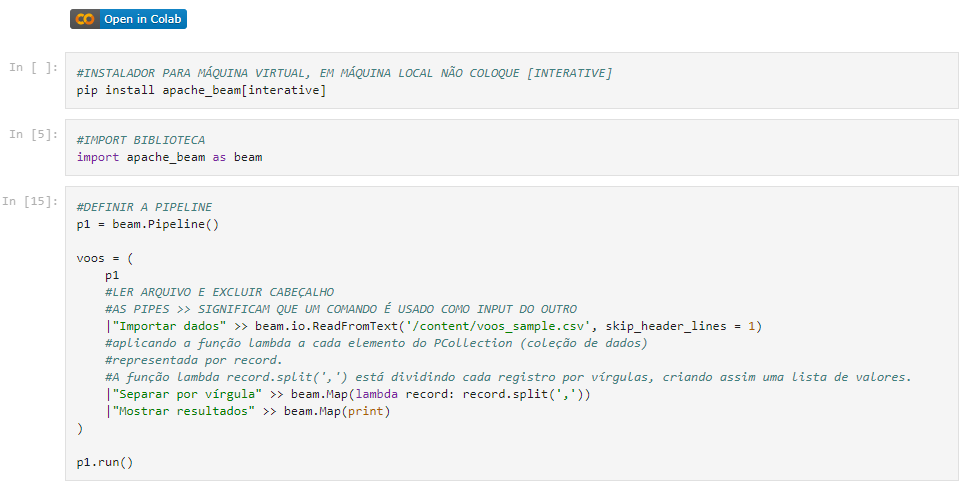 Open in Colab
In [ ]:
#INSTALADOR PARA MÁQUINA VIRTUAL, EM MÁQUINA LOCAL NÃO COLOQUE [INTERATIVE]
pip install apache_beam[interative]
In [5]:
#IMPORT BIBLIOTECA
import apache_beam as beam
In [15]:
#DEFINIR A PIPELINE
p1 = beam.Pipeline()
voos = (
p1
#LER ARQUIVO E EXCLUIR CABEÇALHO
#AS PIPES >> SIGNIFICAM QUE UM COMANDO É USADO COMO INPUT DO OUTRO
|"Importar dados" >> beam.io.ReadFromText('/content/voos_sample.csv', skip_header_lines = 1)
#aplicando a função lambda a cada elemento do PCollection (coleção de dados)
#representada por record.
#A função lambda record.split(',') está dividindo cada registro por vírgulas, criando assim uma lista de valores.
|"Separar por vírgula" >> beam.Map(lambda record: record.split(','))
|"Mostrar resultados" >> beam.Map(print)
)
p1.run()